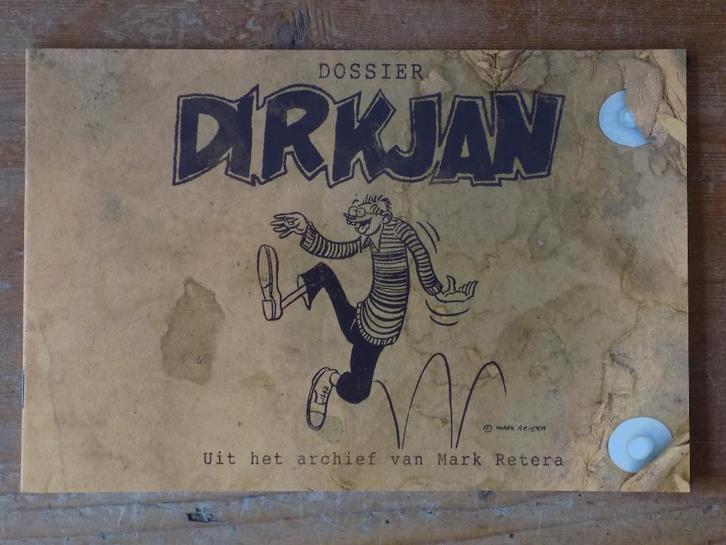 DOSSIER
DIRKJAN
© MARK RETERA
Uit het archief van Mark Retera